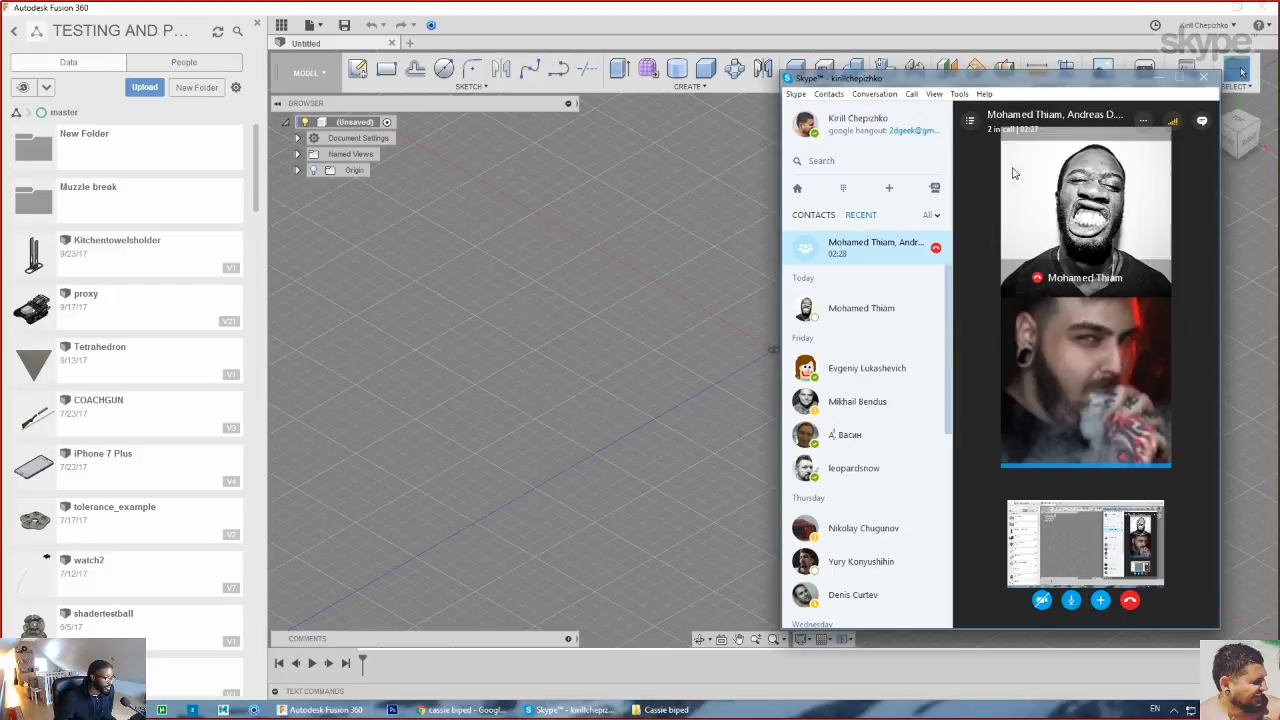 Autodesk Fusion 360
TESTING AND P...
Kirill Chepizhko
skype
Untitled
Data
People
MODEL
SKETCH
CREATE
SELECT
Upload
New Folder
BROWSER
master
(Unsaved)
Document Settings
Named Views
Origin
New Folder
Muzzle break
Kitchentowelsholder
9/23/17
V1
proxy
9/17/17
V21
Tetrahedron
9/13/17
V1
COACHGUN
7/23/17
V3
iPhone 7 Plus
7/23/17
V4
tolerance_example
7/17/17
V2
watch2
7/12/17
V7
shadertestball
5/5/17
V1
Skype™ - kirillchepizhko
Skype Contacts Conversation Call View Tools Help
Kirill Chepizhko
google hangout: 2dgeek@gm...
Search
CONTACTS RECENT All
Mohamed Thiam, Andr...
02:28
Today
Mohamed Thiam
Friday
Evgeniy Lukashevich
Mikhail Bendus
А. Васин
leopardsnow
Thursday
Nikolay Chugunov
Yury Konyushihin
Denis Curtev
Wednesday
Mohamed Thiam, Andreas D....
2 in call | 02:27
Mohamed Thiam
COMMENTS
TEXT COMMANDS
Autodesk Fusion 360
cassie biped - Googl...
Skype™ - kirillchepiz...
Cassie biped
EN